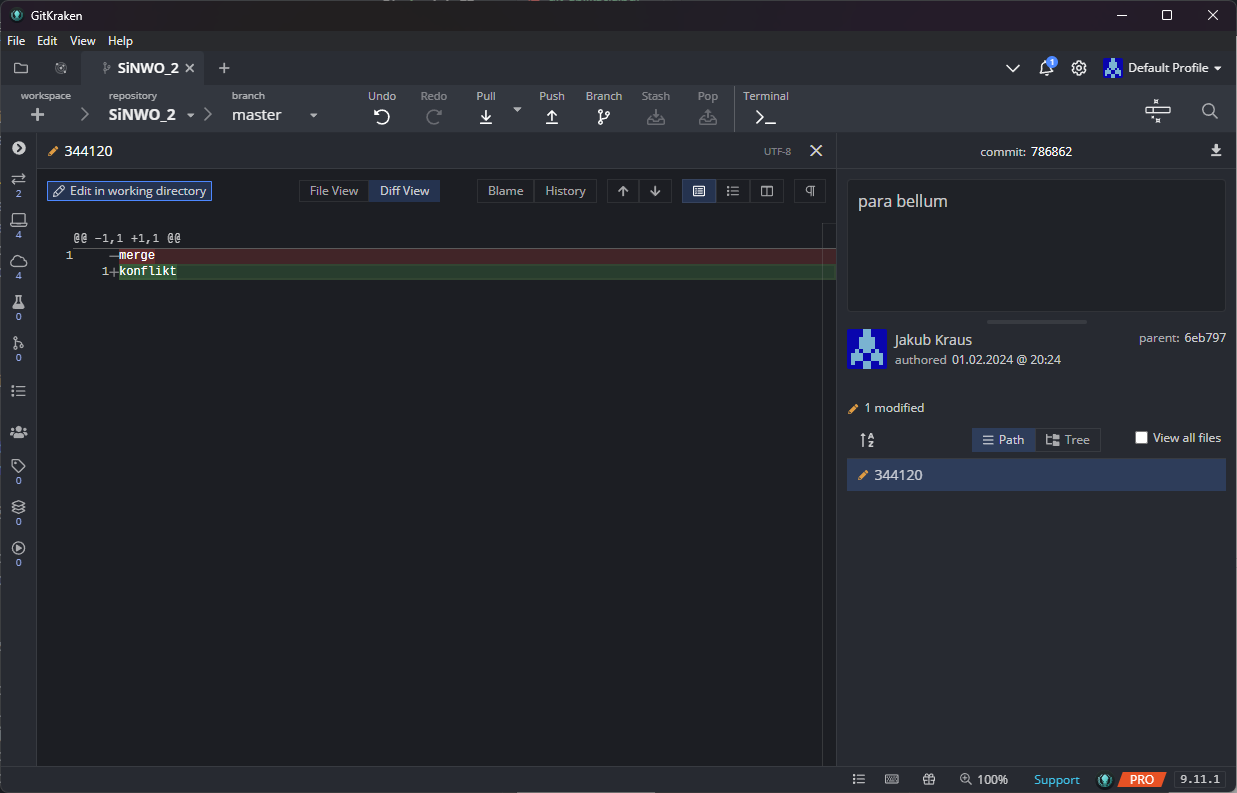 GitKraken
File Edit View Help
SiNWO_2
1
Default Profile
workspace
repository
SiNWO_2
branch
master
Undo
Redo
Pull
Push
Branch
Stash
Pop
Terminal
344120
UTF-8
commit: 786862
Edit in working directory
File View
Diff View
Blame
History
para bellum
@@ -1,1 +1,1 @@
1 —merge
1+konflikt
2
4
4
0
0
0
0
0
Jakub Kraus
authored 01.02.2024 @ 20:24
parent: 6eb797
1 modified
Path
Tree
View all files
344120
100%
Support
PRO
9.11.1